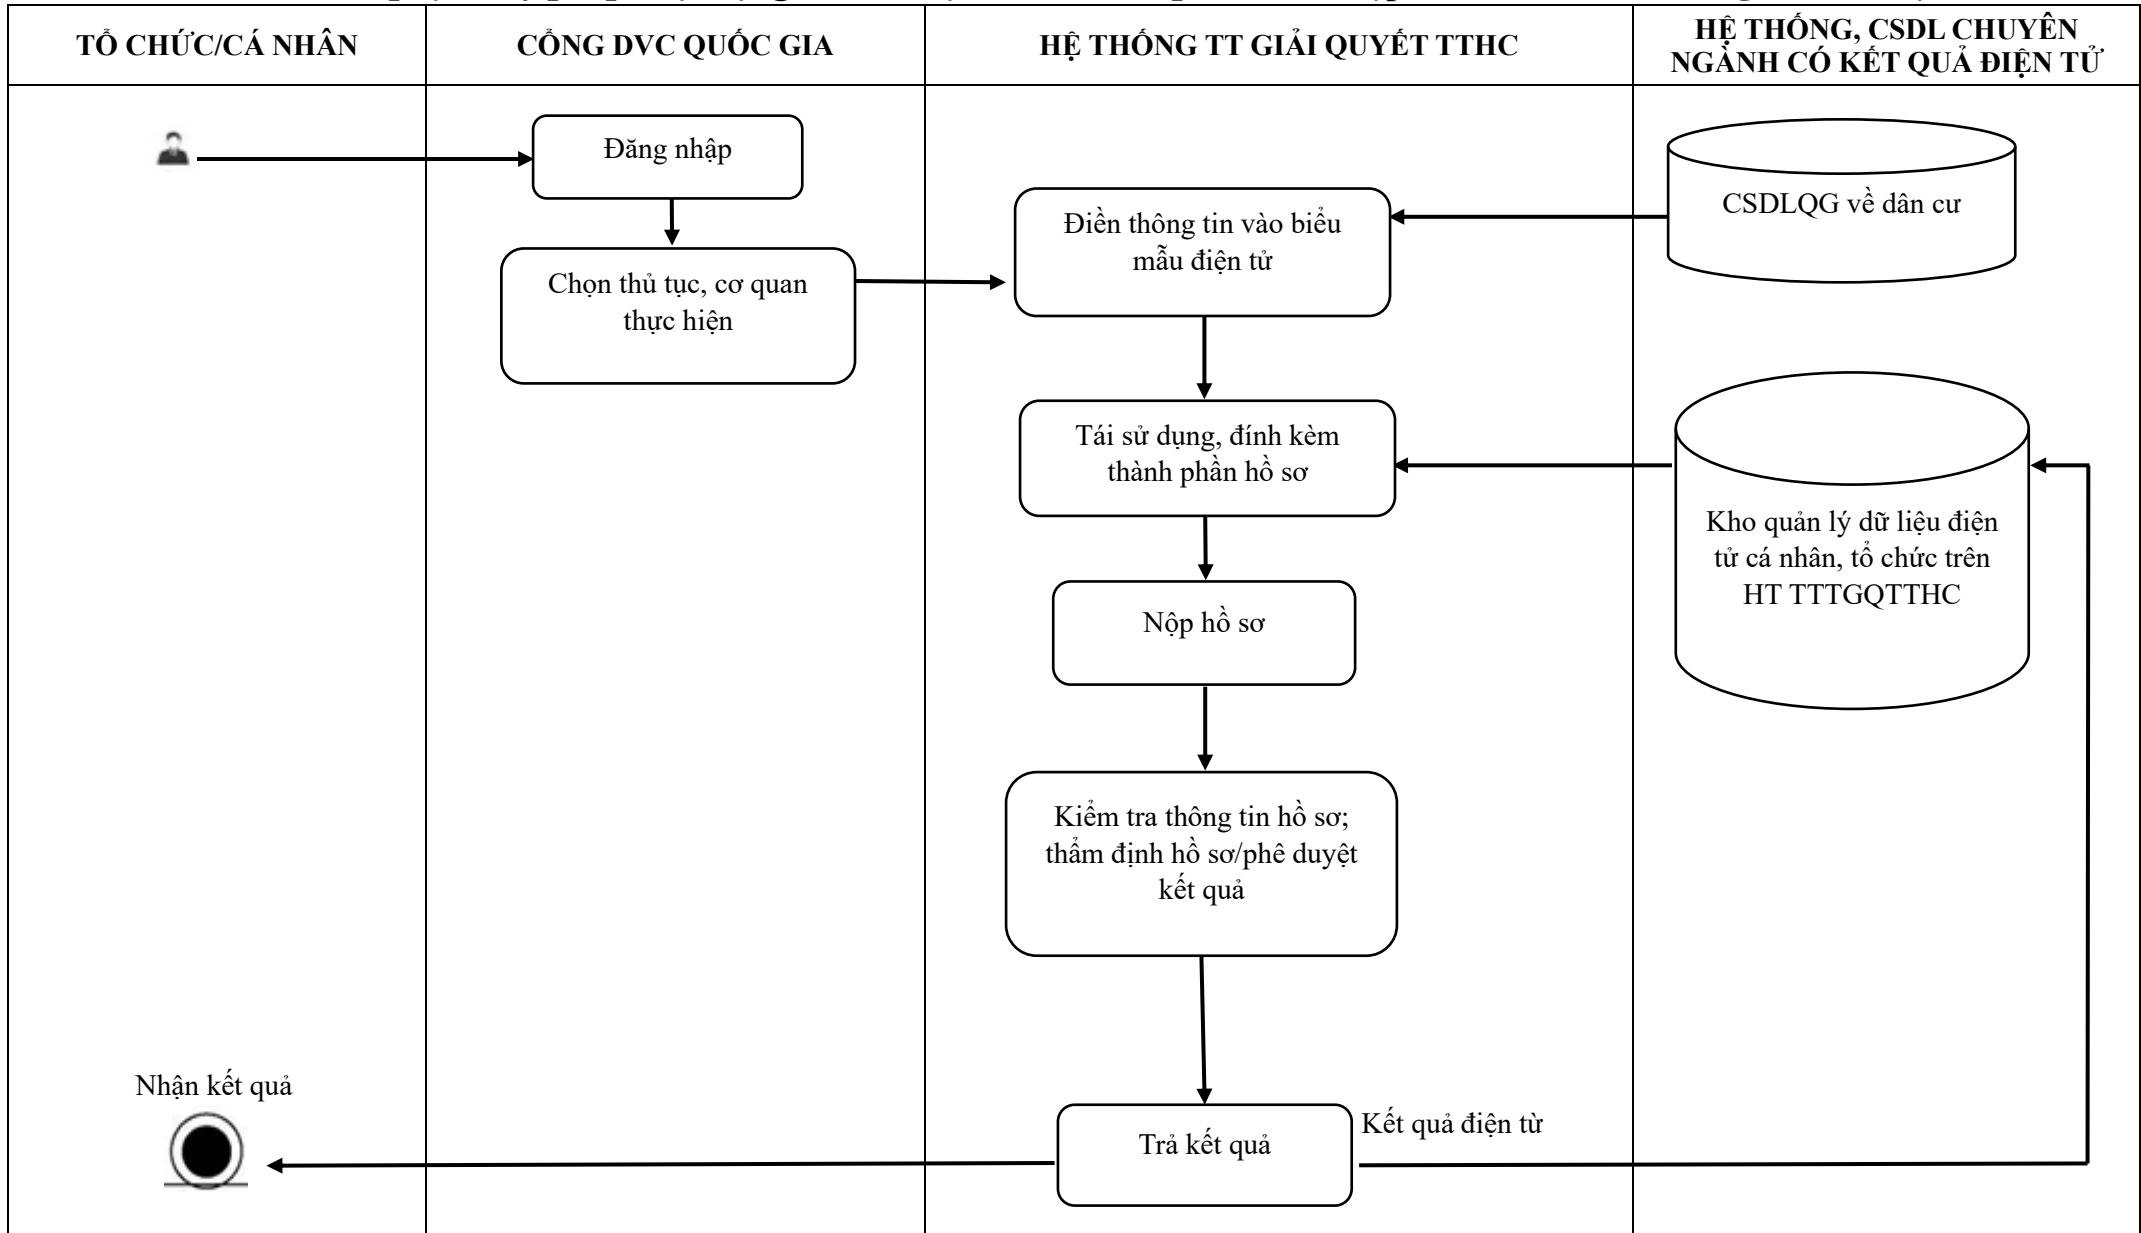 TỔ CHỨC/CÁ NHÂN
CỔNG DVC QUỐC GIA
HỆ THỐNG TT GIẢI QUYẾT TTHC
HỆ THỐNG, CSDL CHUYÊN
NGÀNH CÓ KẾT QUẢ ĐIỆN TỬ
Đăng nhập
Chọn thủ tục, cơ quan
thực hiện
Điền thông tin vào biểu
mẫu điện tử
CSDLQG về dân cư
Tái sử dụng, đính kèm
thành phần hồ sơ
Kho quản lý dữ liệu điện
tử cá nhân, tổ chức trên
HT TTTGQTTHC
Nộp hồ sơ
Kiểm tra thông tin hồ sơ;
thẩm định hồ sơ/phê duyệt
kết quả
Nhận kết quả
Trả kết quả
Kết quả điện từ